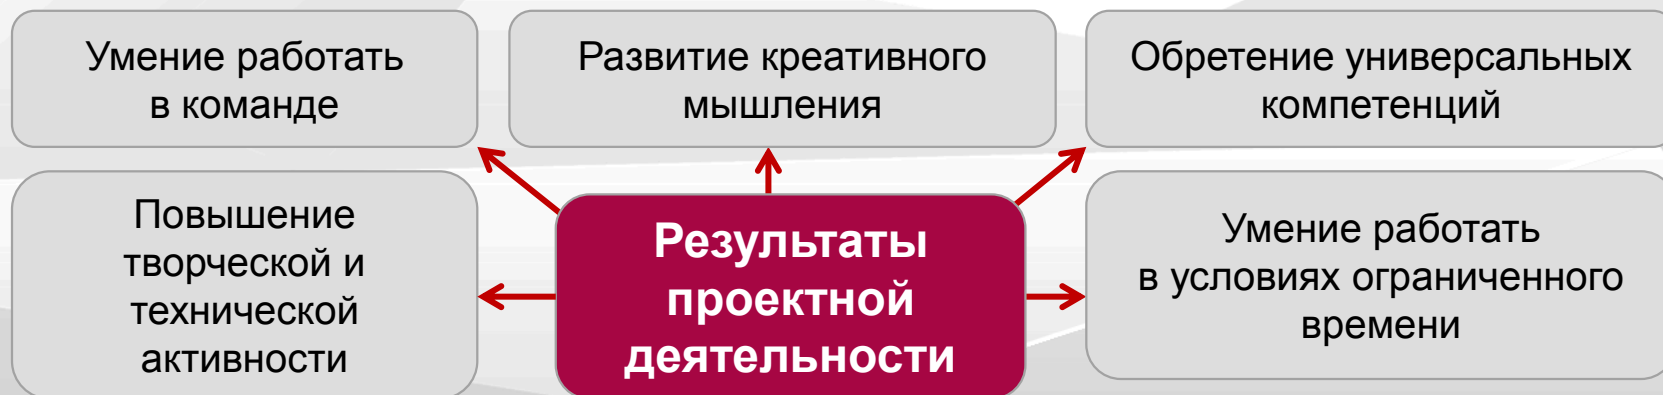 Умение работать
в команде
Развитие креативного
мышления
Обретение универсальных
компетенций
Повышение
творческой и
технической
активности
Результаты
проектной
деятельности
Умение работать
в условиях ограниченного
времени